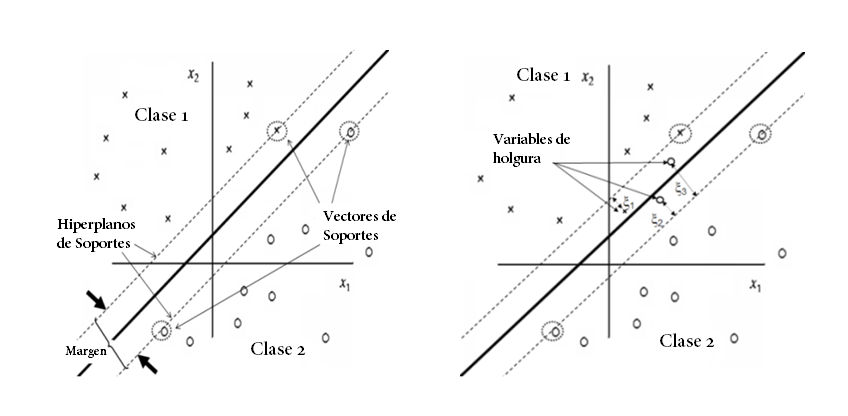 x₂
Clase 1
Hiperplanos
de Soportes
Vectores de
Soportes
x₁
Margen
Clase 2
Clase 1
x₂
Variables de
holgura
ξ₁
ξ₂
ξ₃
x₁
Clase 2